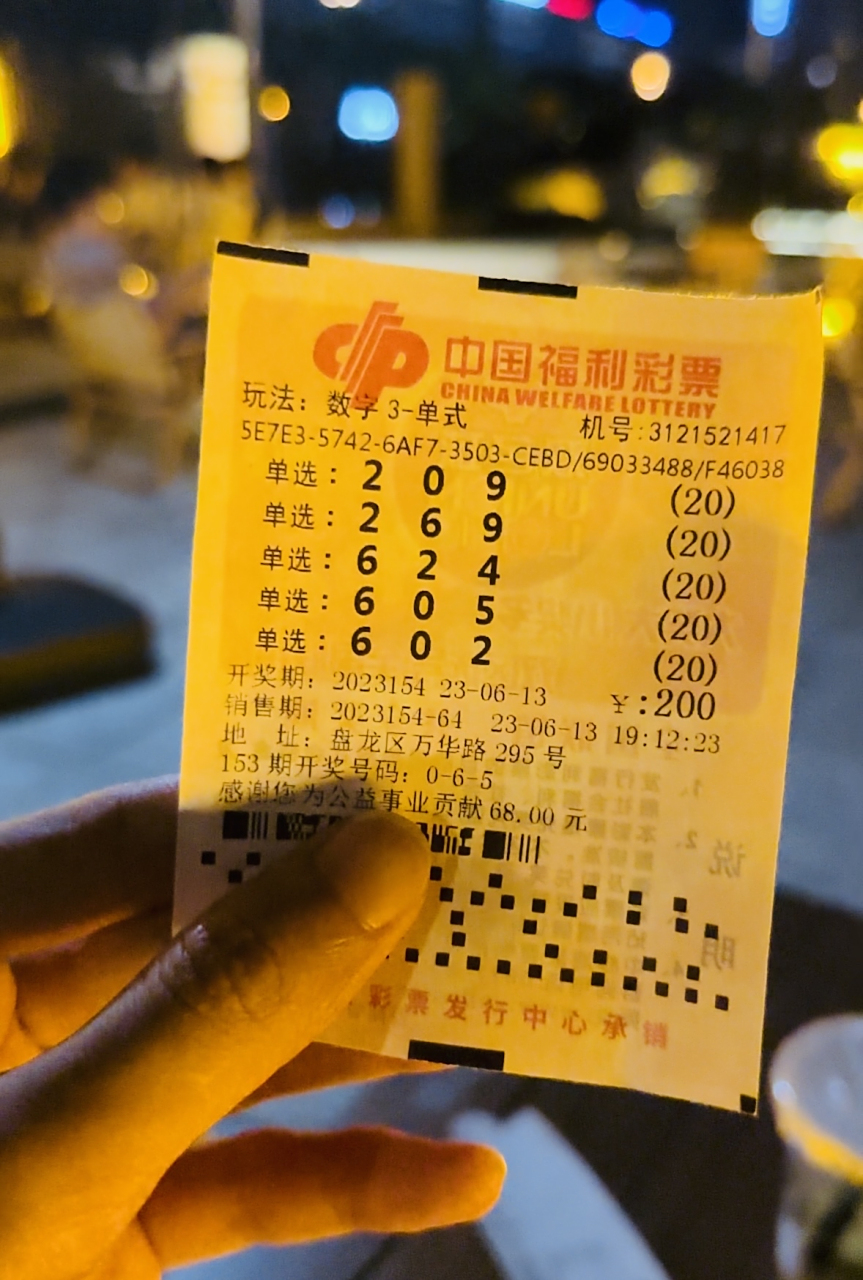 中国福利彩票
CHINA WELFARE LOTTERY
玩法：数字 3-单式 机号:3121521417
5E7E3-5742-6AF7-3503-CEBD/69033488/F46038
单选： 2 0 9 (20)
单选： 2 6 9 (20)
单选： 6 2 4 (20)
单选： 6 0 5 (20)
单选： 6 0 2 (20)
开奖期：2023154 23-06-13 ￥:200
销售期：2023154-64 23-06-13 19:12:23
地 址：盘龙区万华路 295 号
153 期开奖号码：0-6-5
感谢您为公益事业贡献 68.00 元
彩票发行中心承销
说明